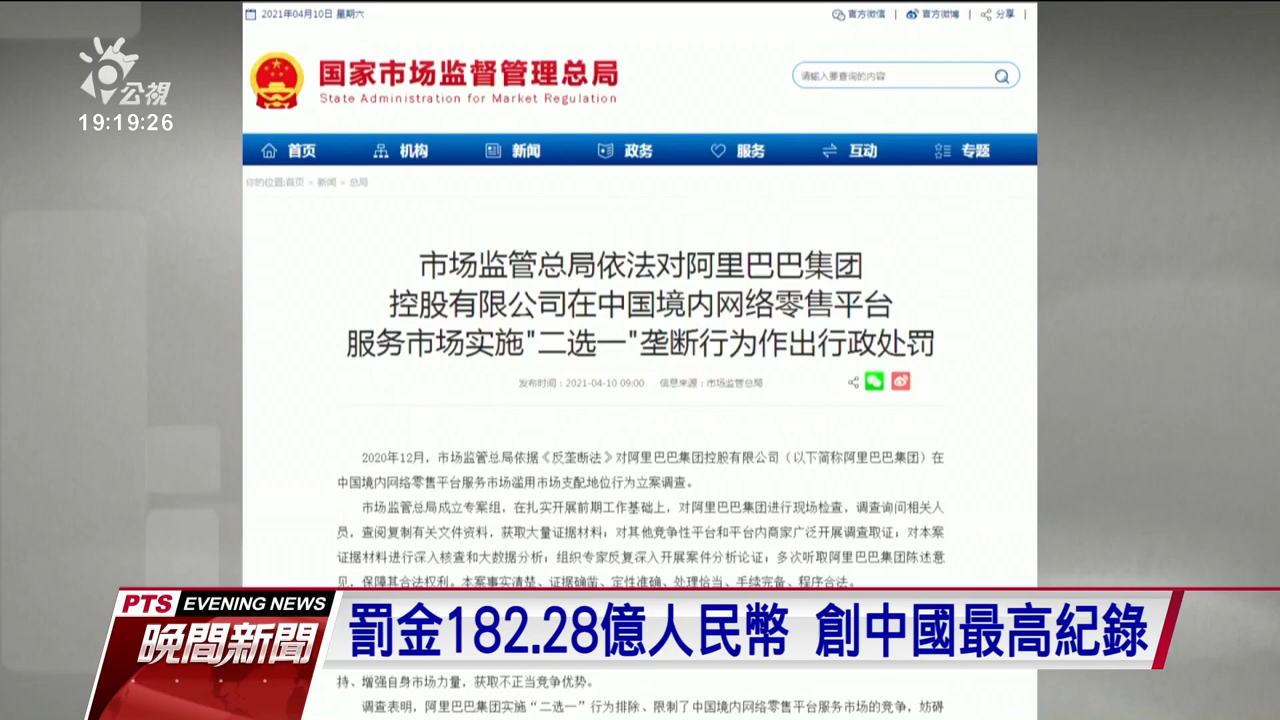 2021年04月10日 星期六
官方微信 | 官方微博 | 分享 |
公視
19:19:26
国家市场监督管理总局
State Administration for Market Regulation
请输入要查询的内容
首页 机构 新闻 政务 服务 互动 专题
你的位置:首页 > 新闻 > 总局
市场监管总局依法对阿里巴巴集团
控股有限公司在中国境内网络零售平台
服务市场实施"二选一"垄断行为作出行政处罚
发布时间：2021-04-10 09:00 信息来源：市场监管总局
2020年12月，市场监管总局依据《反垄断法》对阿里巴巴集团控股有限公司（以下简称阿里巴巴集团）在
中国境内网络零售平台服务市场滥用市场支配地位行为立案调查。
市场监管总局成立专案组，在扎实开展前期工作基础上，对阿里巴巴集团进行现场检查，调查询问相关人
员，查阅复制有关文件资料，获取大量证据材料；对其他竞争性平台和平台内商家广泛开展调查取证；对本案
证据材料进行深入核查和大数据分析；组织专家反复深入开展案件分析论证；多次听取阿里巴巴集团陈述意
见，保障其合法权利。本案事实清楚、证据确凿、定性准确、处理恰当、手续完备、程序合法。
PTS EVENING NEWS
晚間新聞
罰金182.28億人民幣 創中國最高紀錄
持、增强自身市场力量，获取不正当竞争优势。
调查表明，阿里巴巴集团实施“二选一”行为排除、限制了中国境内网络零售平台服务市场的竞争，妨碍